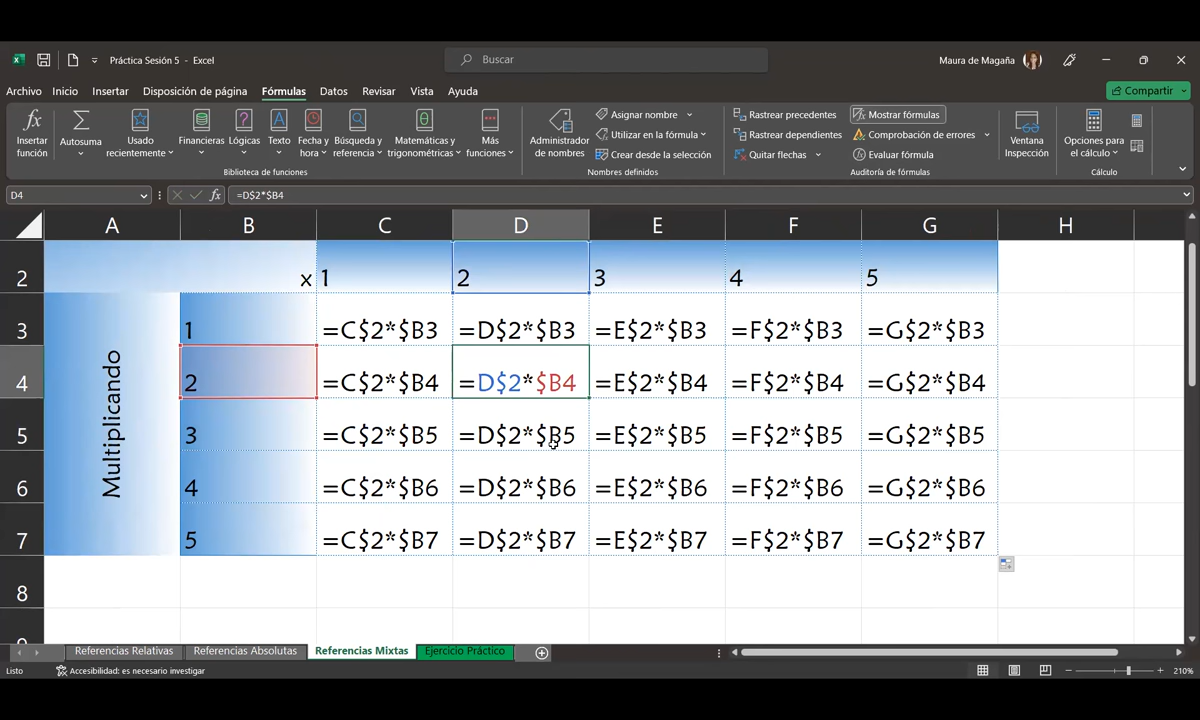 Práctica Sesión 5 - Excel
Buscar
Maura de Magaña
Archivo Inicio Insertar Disposición de página Fórmulas Datos Revisar Vista Ayuda
Compartir
Insertar función
Autosuma
Usado recientemente
Financieras
Lógicas
Texto
Fecha y hora
Búsqueda y referencia
Matemáticas y trigonométricas
Más funciones
Biblioteca de funciones
Administrador de nombres
Asignar nombre
Utilizar en la fórmula
Crear desde la selección
Nombres definidos
Rastrear precedentes
Rastrear dependientes
Quitar flechas
Mostrar fórmulas
Comprobación de errores
Evaluar fórmula
Auditoría de fórmulas
Ventana Inspección
Opciones para el cálculo
Cálculo
D4 fx =D$2*$B4
A B C D E F G H
2 x 1 2 3 4 5
3 1 =C$2*$B3 =D$2*$B3 =E$2*$B3 =F$2*$B3 =G$2*$B3
4 2 =C$2*$B4 =D$2*$B4 =E$2*$B4 =F$2*$B4 =G$2*$B4
Multiplicando
5 3 =C$2*$B5 =D$2*$B5 =E$2*$B5 =F$2*$B5 =G$2*$B5
6 4 =C$2*$B6 =D$2*$B6 =E$2*$B6 =F$2*$B6 =G$2*$B6
7 5 =C$2*$B7 =D$2*$B7 =E$2*$B7 =F$2*$B7 =G$2*$B7
8
9
Referencias Relativas Referencias Absolutas Referencias Mixtas Ejercicio Práctico
Listo Accesibilidad: es necesario investigar 210%